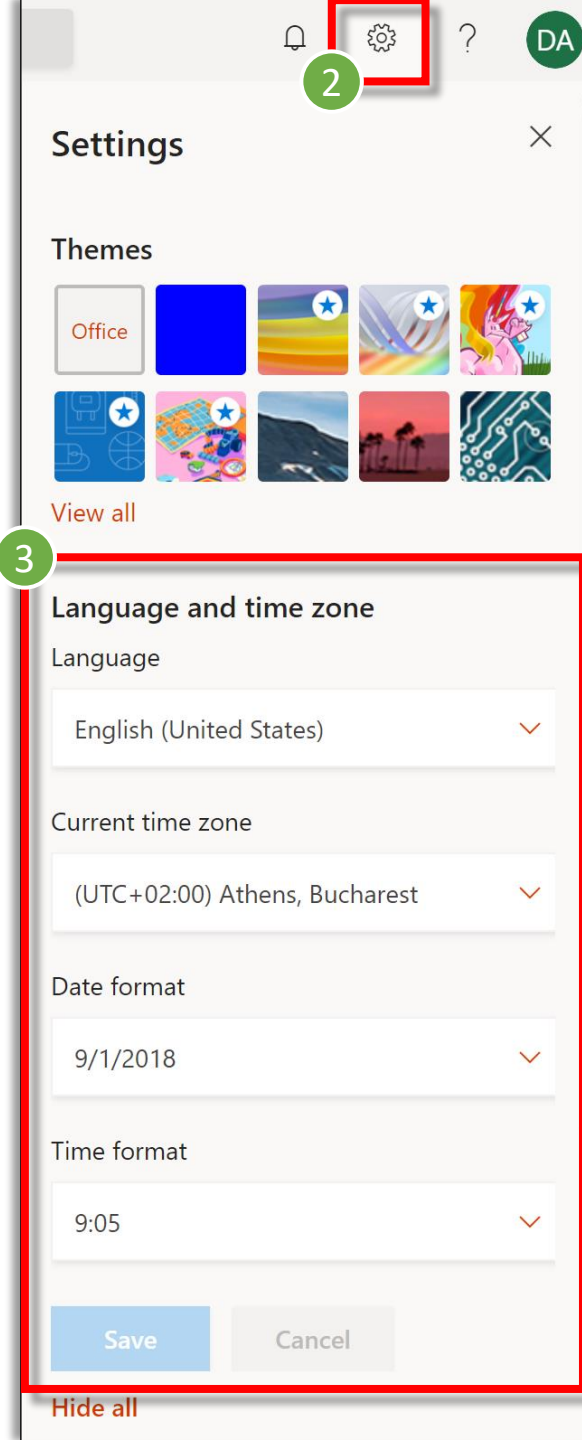 ?
DA
2
Settings
Themes
Office
View all
3
Language and time zone
Language
English (United States)
Current time zone
(UTC+02:00) Athens, Bucharest
Date format
9/1/2018
Time format
9:05
Save
Cancel
Hide all